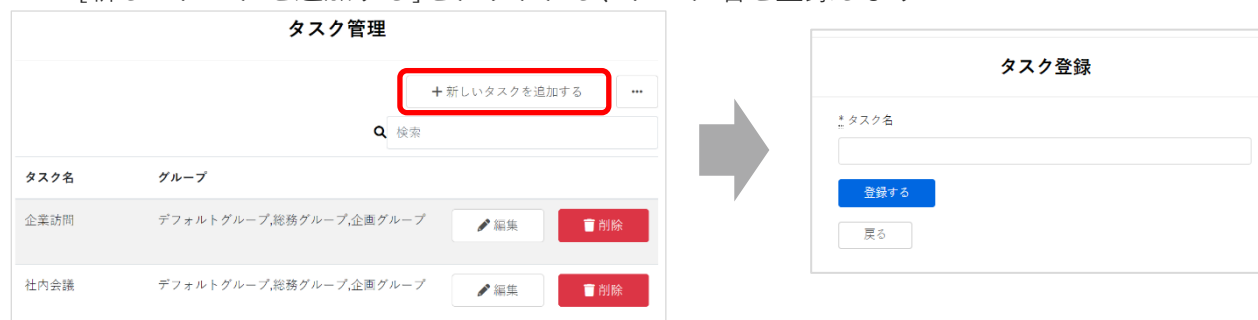 タスク管理
+新しいタスクを追加する
...
検索
タスク名 グループ
企業訪問 デフォルトグループ,総務グループ,企画グループ 編集 削除
社内会議 デフォルトグループ,総務グループ,企画グループ 編集 削除
タスク登録
* タスク名
登録する
戻る